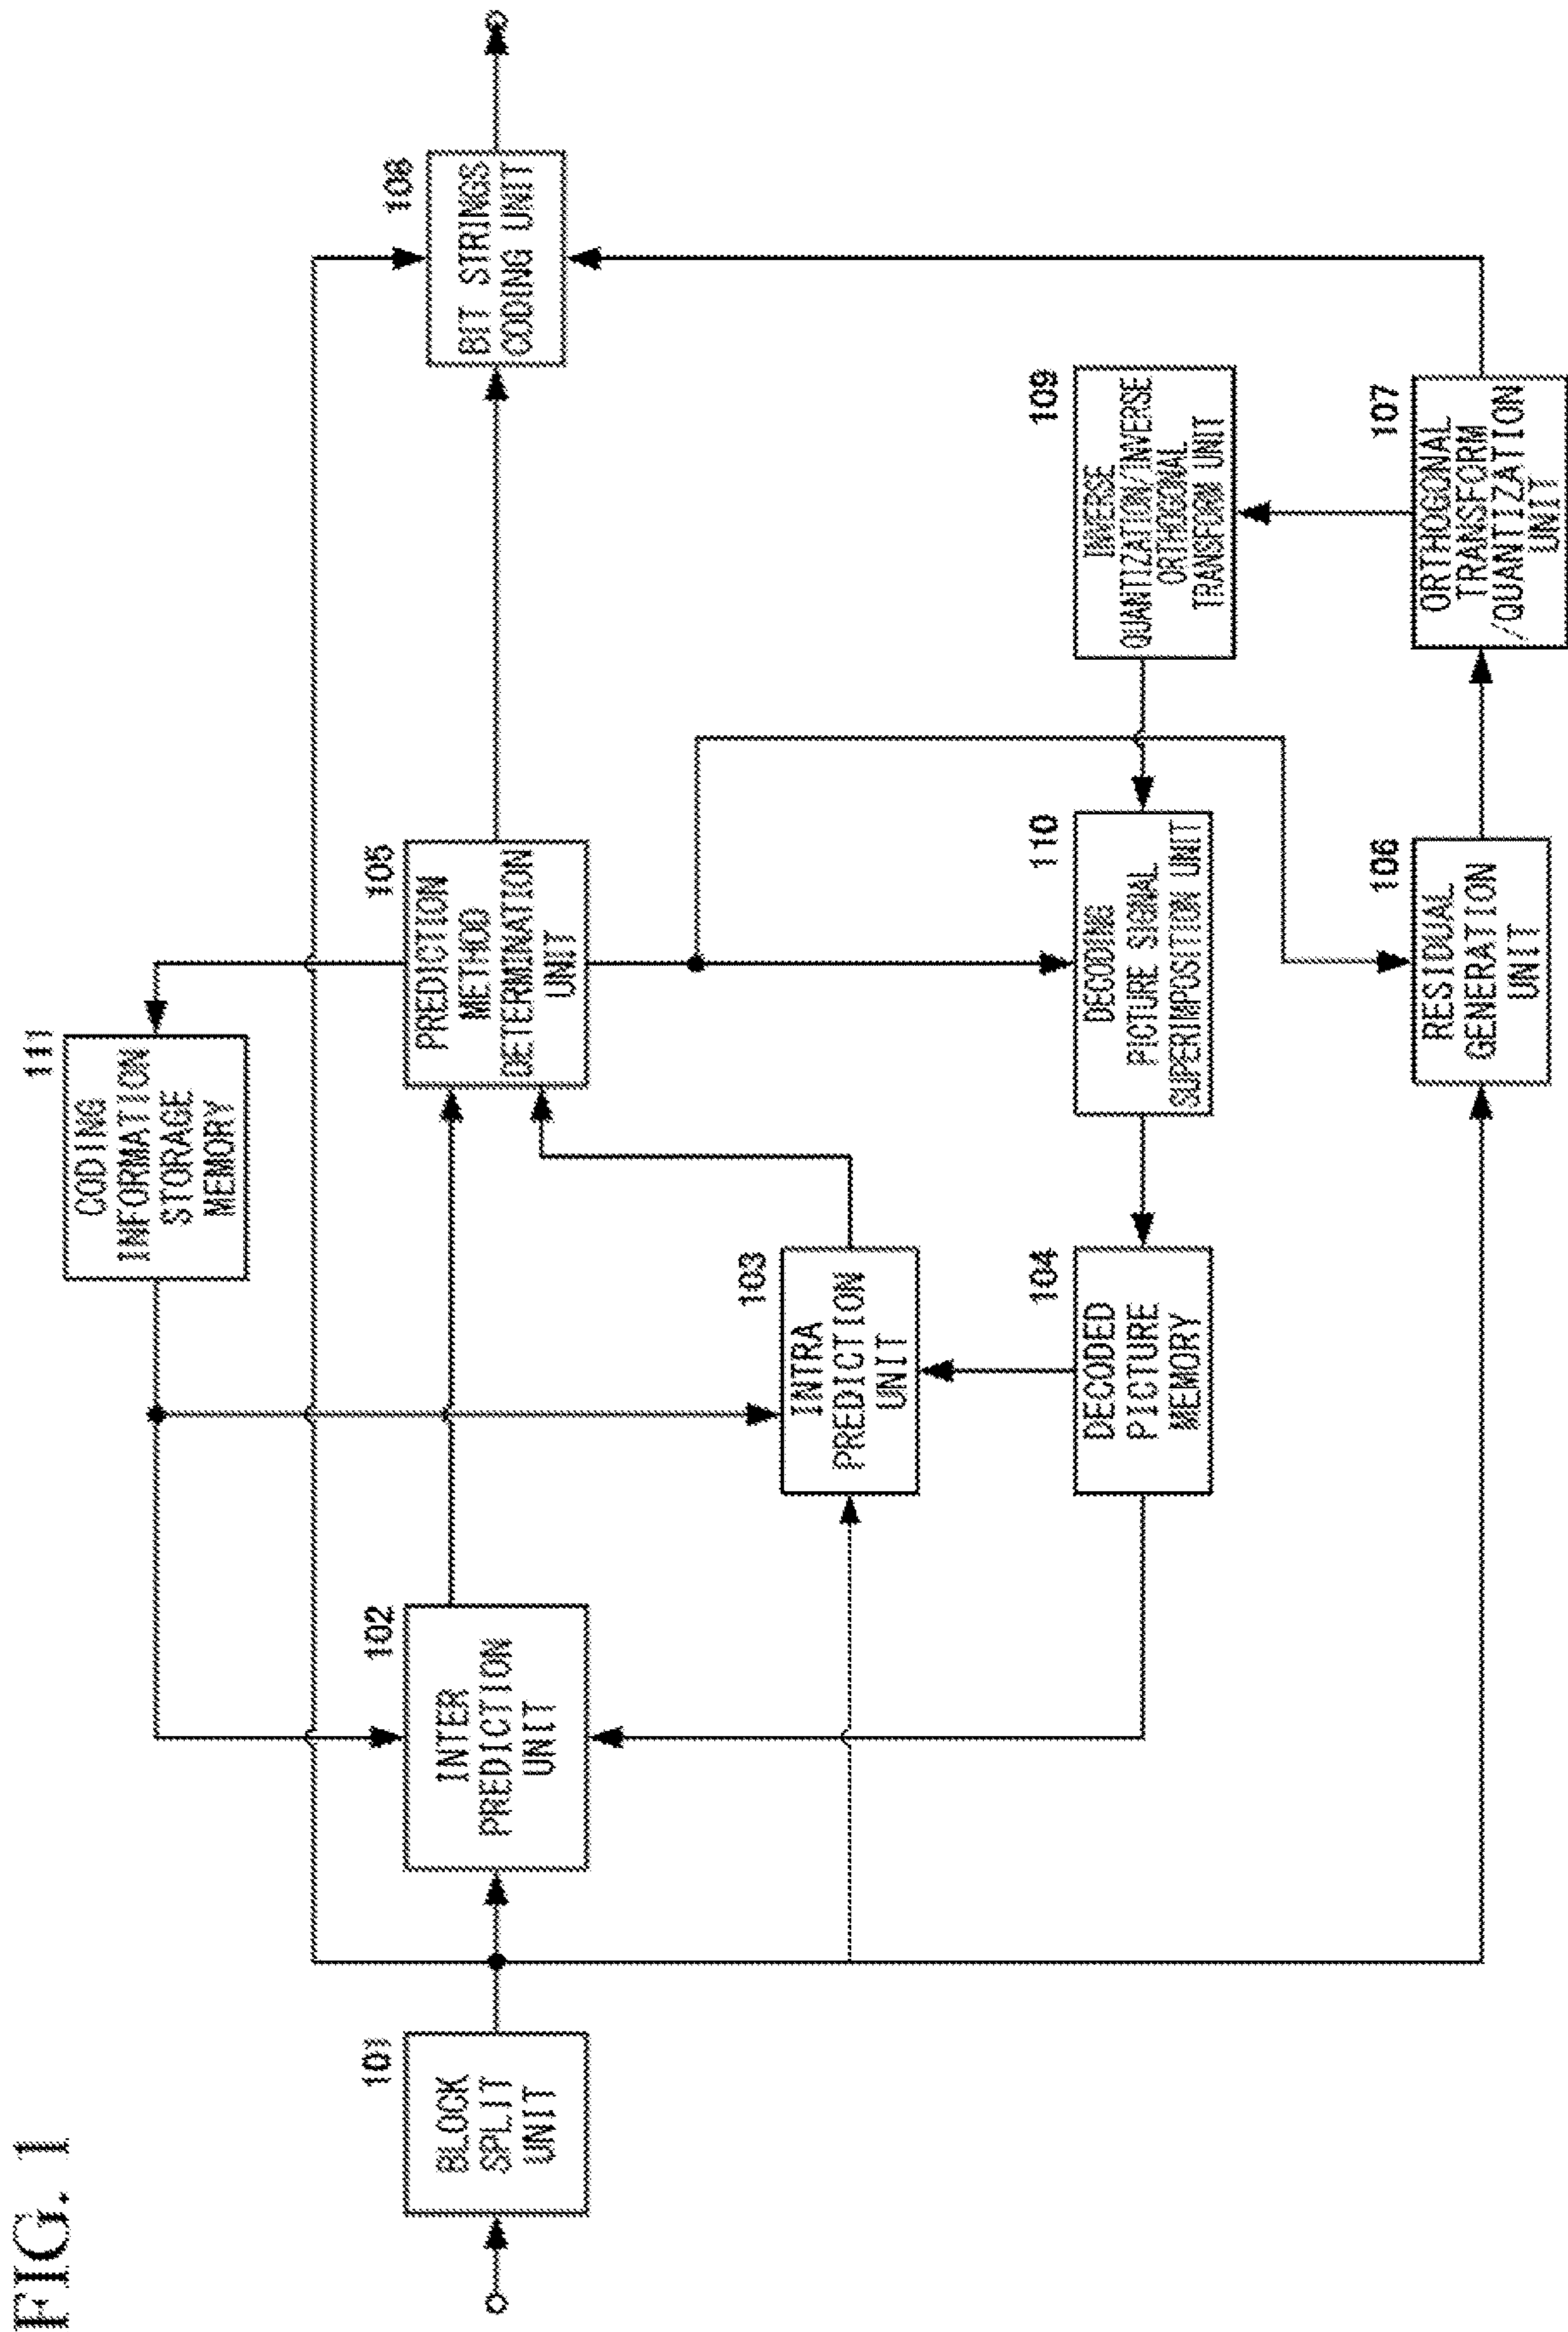 FIG. 1
111
CODING
INFORMATION
STORAGE
MEMORY
101
BLOCK
SPLIT
UNIT
102
INTER
PREDICTION
UNIT
105
PREDICTION
METHOD
DETERMINATION
UNIT
108
BIT STRINGS
CODING UNIT
103
INTRA
PREDICTION
UNIT
104
DECODED
PICTURE
MEMORY
110
DECODING
PICTURE SIGNAL
SUPERIMPOSITION UNIT
109
INVERSE
QUANTIZATION/INVERSE
ORTHOGONAL
TRANSFORM UNIT
106
RESIDUAL
GENERATION
UNIT
107
ORTHOGONAL
TRANSFORM
/QUANTIZATION
UNIT